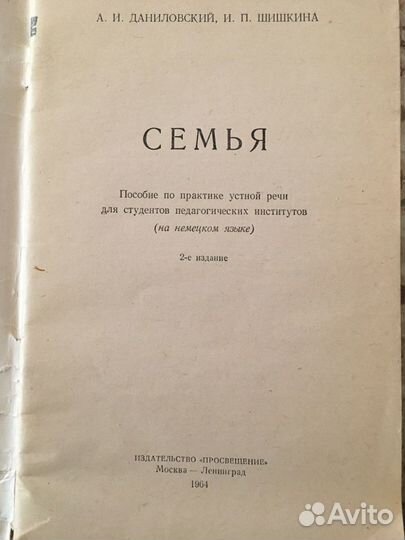 А. И. ДАНИЛОВСКИЙ, И. П. ШИШКИНА
СЕМЬЯ
Пособие по практике устной речи
для студентов педагогических институтов
(на немецком языке)
2-е издание
ИЗДАТЕЛЬСТВО «ПРОСВЕЩЕНИЕ»
Москва — Ленинград
1964
Avito